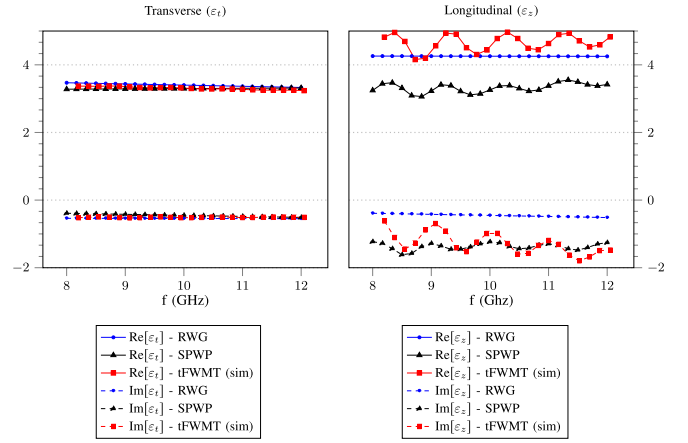 Transverse (εt)
Longitudinal (εz)
4
2
0
−2
8
9
10
11
12
f (GHz)
8
9
10
11
12
f (GHz)
4
2
0
−2
Re[εt] - RWG
Re[εt] - SPWP
Re[εt] - tFWMT (sim)
Im[εt] - RWG
Im[εt] - SPWP
Im[εt] - tFWMT (sim)
Re[εz] - RWG
Re[εz] - SPWP
Re[εz] - tFWMT (sim)
Im[εz] - RWG
Im[εz] - SPWP
Im[εz] - tFWMT (sim)